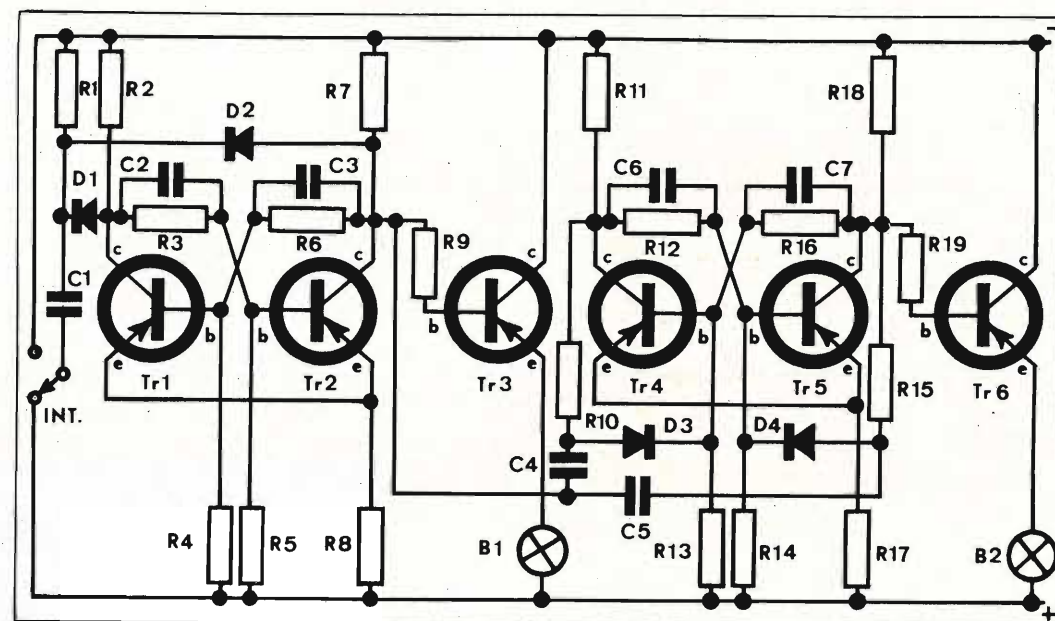 −
R1
R2
R7
R11
R18
D2
C2
C3
C6
C7
D1
R3
R6
R9
R12
R16
R19
C1
c
c
c
c
c
c
b
b
b
b
b
b
e
e
e
e
e
e
Tr1
Tr2
Tr3
Tr4
Tr5
Tr6
INT.
R10
D3
D4
R15
C4
C5
R4
R5
R8
B1
R13
R14
R17
B2
+